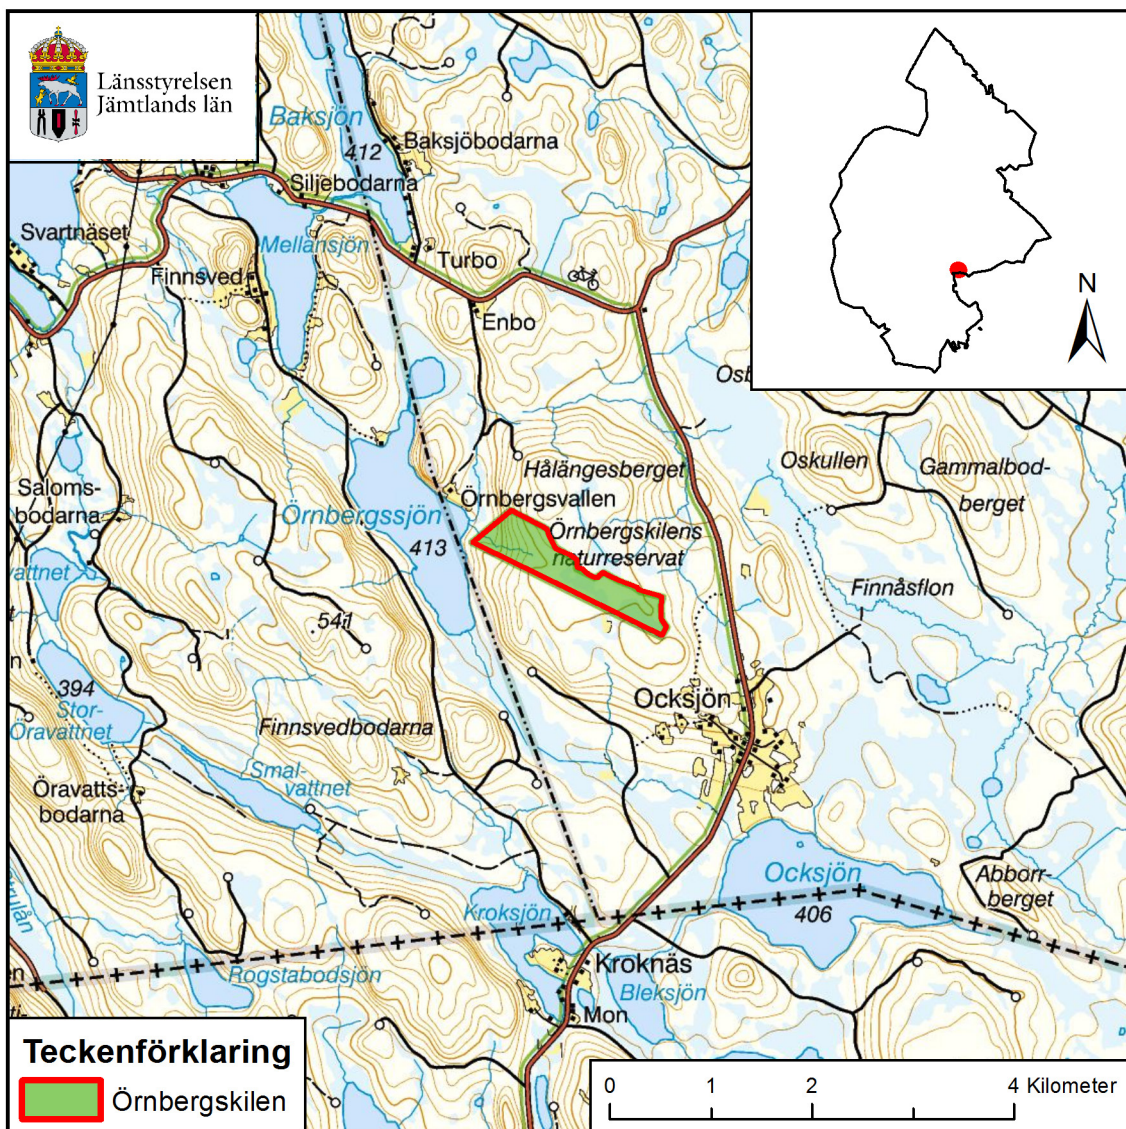 Länsstyrelsen
Jämtlands län
N
Baksjön
412
Baksjöbodarna
Siljebodarna
Svartnäset
Mellansjön
Turbo
Finnsved
Enbo
Osb
Hålängesberget
Oskullen
Gammalbod-
berget
Saloms-
bodarna
Örnbergsvallen
Örnbergssjön
413
Örnbergskilens
naturreservat
vattnet
Finnåsflon
541
394
Stor-
Öravattnet
Ocksjön
Finnsvedbodarna
Smal-
vattnet
Öravatts-
bodarna
Ocksjön
406
Abborr-
berget
Kroksjön
Rogstabodsjön
Kroknäs
Bleksjön
Mon
Teckenförklaring
Örnbergskilen
0 1 2 4 Kilometer